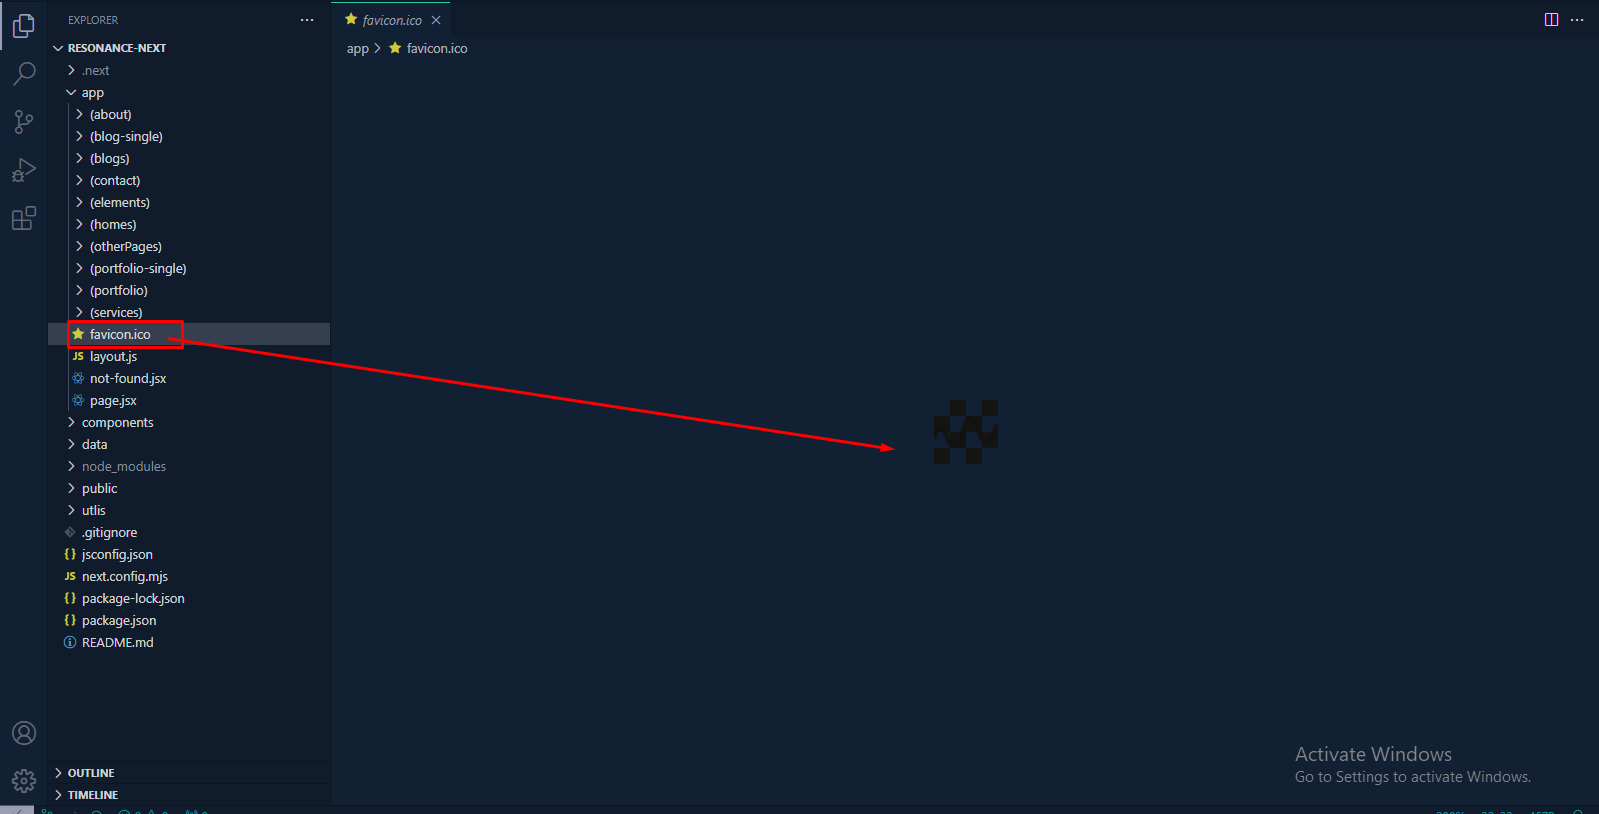 EXPLORER
RESONANCE-NEXT
.next
app
(about)
(blog-single)
(blogs)
(contact)
(elements)
(homes)
(otherPages)
(portfolio-single)
(portfolio)
(services)
favicon.ico
layout.js
not-found.jsx
page.jsx
components
data
node_modules
public
utlis
.gitignore
jsconfig.json
next.config.mjs
package-lock.json
package.json
README.md
OUTLINE
TIMELINE
favicon.ico
app > favicon.ico
Activate Windows
Go to Settings to activate Windows.